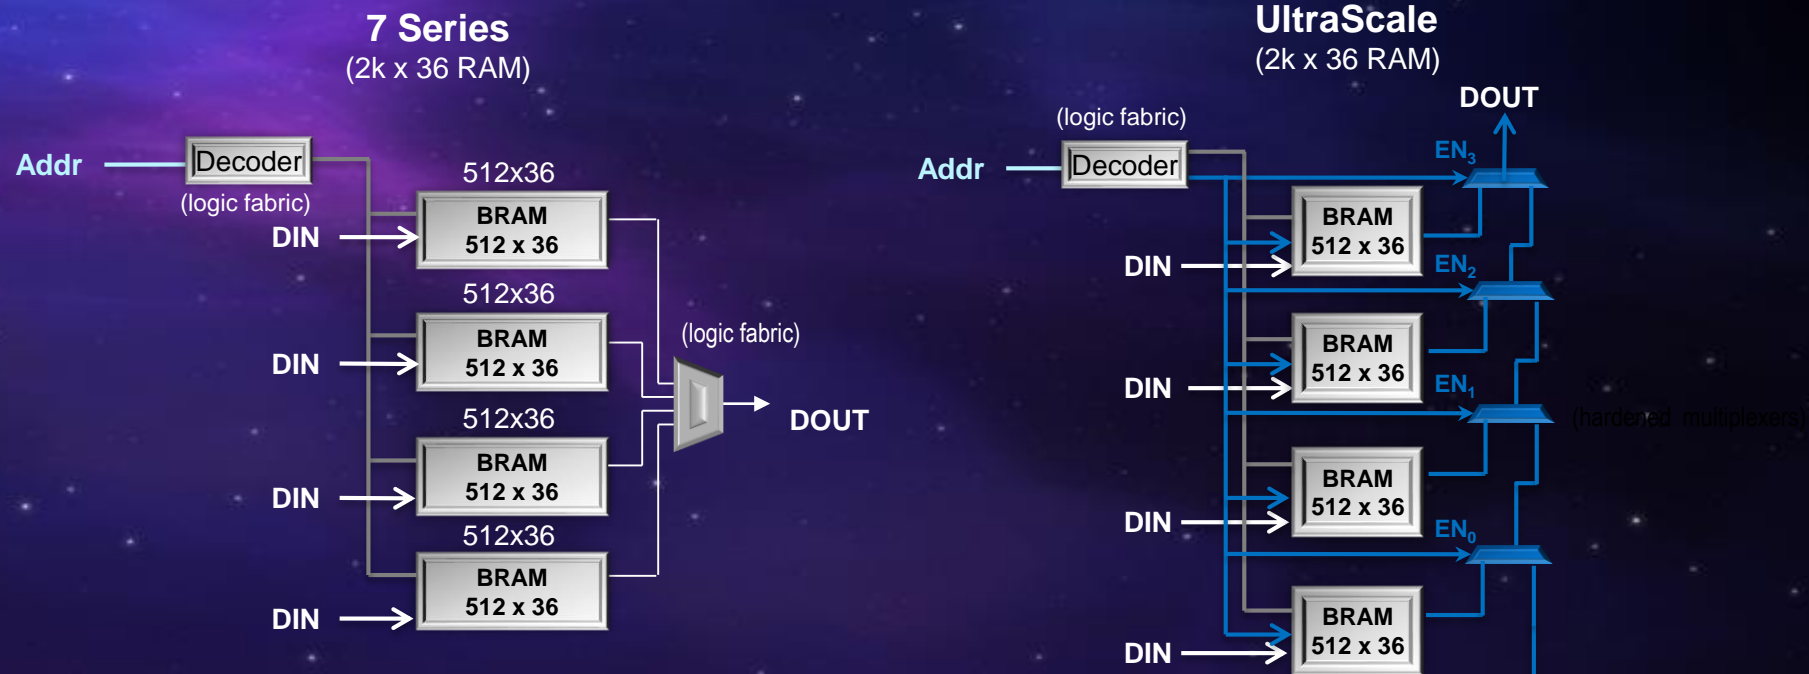 7 Series
(2k x 36 RAM)
Addr
Decoder
(logic fabric)
512x36
BRAM
512 x 36
DIN
512x36
BRAM
512 x 36
DIN
(logic fabric)
DOUT
512x36
BRAM
512 x 36
DIN
512x36
BRAM
512 x 36
DIN
UltraScale
(2k x 36 RAM)
DOUT
(logic fabric)
Addr
Decoder
EN3
BRAM
512 x 36
DIN
EN2
BRAM
512 x 36
DIN
EN1
(hardened multiplexers)
BRAM
512 x 36
DIN
EN0
BRAM
512 x 36
DIN